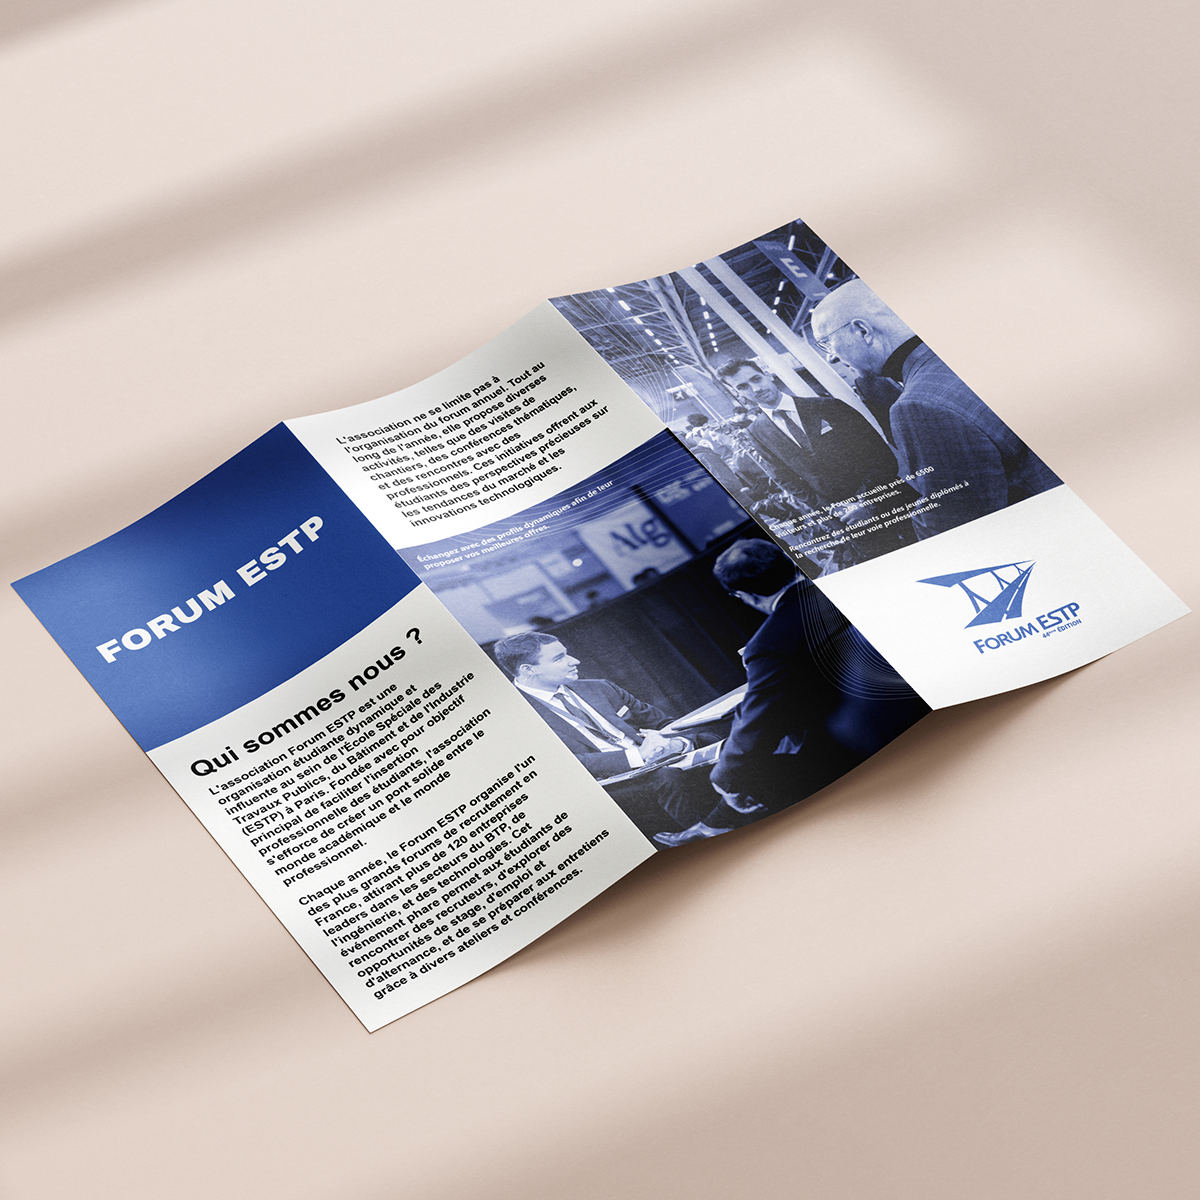 FORUM ESTP
Qui sommes nous ?
L'association Forum ESTP est une
organisation étudiante dynamique et
influente au sein de l'École Spéciale des
Travaux Publics, du Bâtiment et de l'Industrie
(ESTP) à Paris. Fondée avec pour objectif
principal de faciliter l'insertion
professionnelle des étudiants, l'association
s'efforce de créer un pont solide entre le
monde académique et le monde
professionnel.
Chaque année, le Forum ESTP organise l'un
des plus grands forums de recrutement en
France, attirant plus de 120 entreprises
leaders dans les secteurs du BTP, de
l'ingénierie, et des technologies. Cet
événement phare permet aux étudiants de
rencontrer des recruteurs, d'explorer des
opportunités de stage, d'emploi et
d'alternance, et de se préparer aux entretiens
grâce à divers ateliers et conférences.
L'association ne se limite pas à
l'organisation du forum annuel. Tout au
long de l'année, elle propose diverses
activités, telles que des visites de
chantiers, des conférences thématiques,
et des rencontres avec des
professionnels. Ces initiatives offrent aux
étudiants des perspectives précieuses sur
les tendances du marché et les
innovations technologiques.
Échangez avec des profils dynamiques afin de leur
proposer vos meilleures offres.
Alg
E
Chaque année, le Forum accueille près de 6500
visiteurs et plus de 200 entreprises.
Rencontrez des étudiants ou des jeunes diplômés à
la recherche de leur voie professionnelle.
FORUM ESTP
44ème ÉDITION